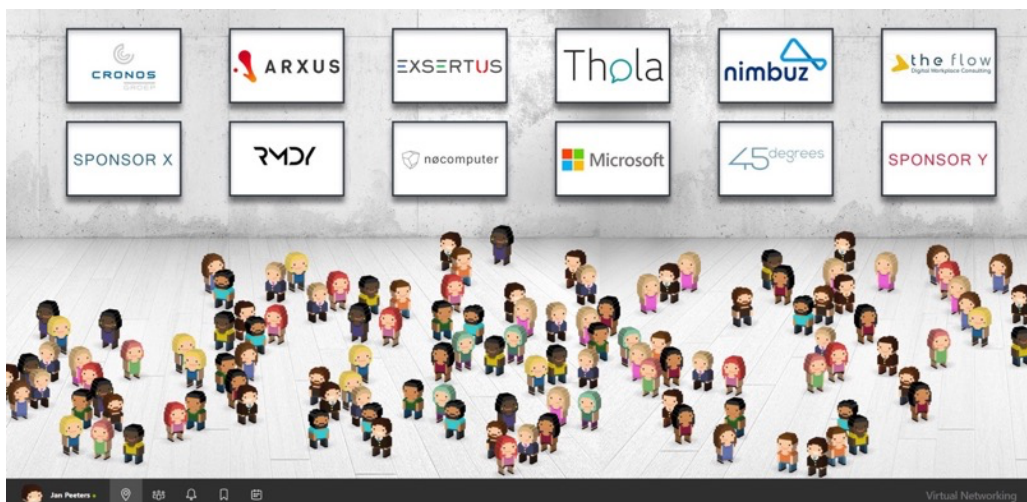 CRONOS
GROEP
ARXUS
EXSERTUS
Thola
nimbuz
the flow
Digital Workplace Consulting
SPONSOR X
RMDY
nøcomputer
Microsoft
45degrees
SPONSOR Y
Jan Peeters
Virtual Networking